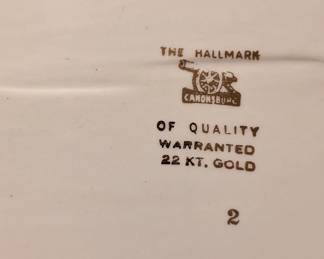 THE HALLMARK
CANONSBURG
OF QUALITY
WARRANTED
22 KT. GOLD
2